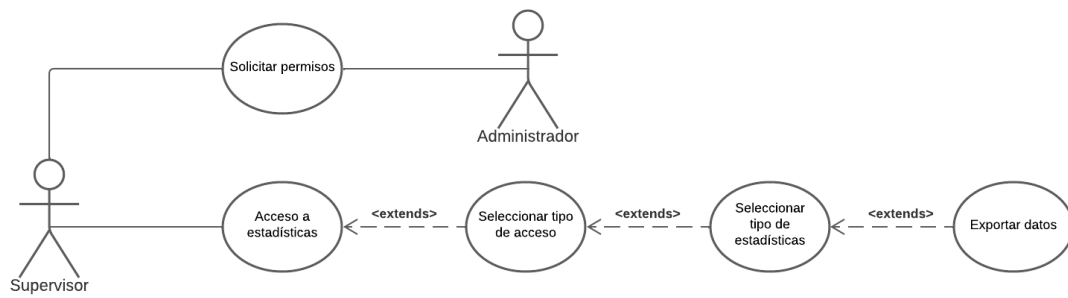 Solicitar permisos
Administrador
Supervisor
Acceso a
estadísticas
<extends>
Seleccionar tipo
de acceso
<extends>
Seleccionar
tipo de
estadísticas
<extends>
Exportar datos